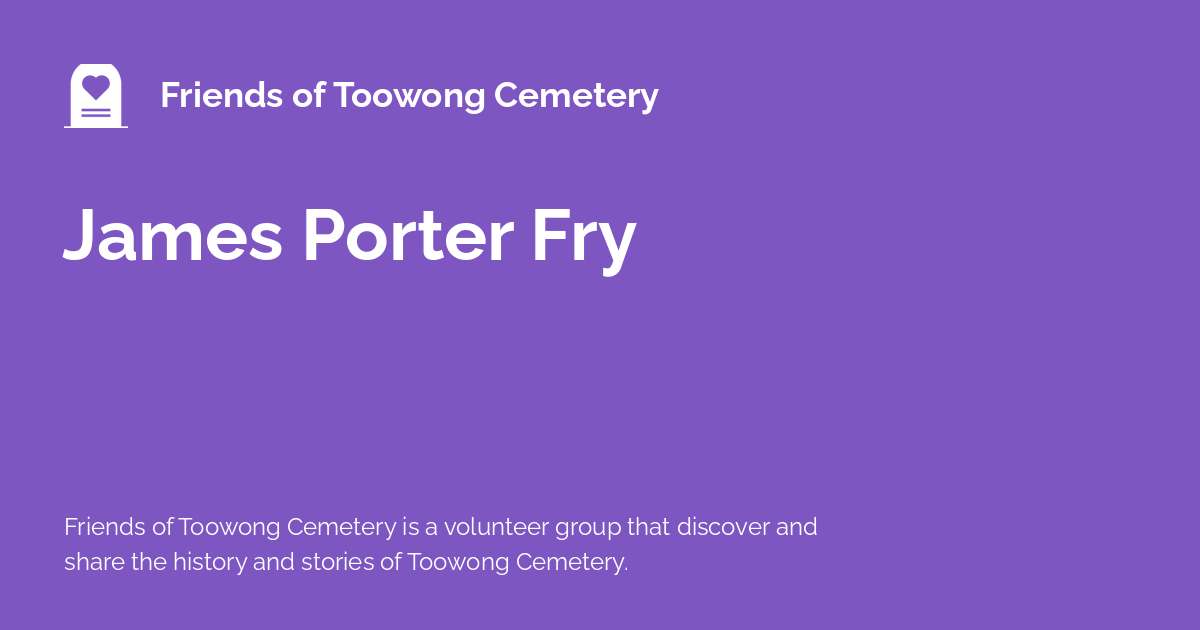 Friends of Toowong Cemetery
James Porter Fry
Friends of Toowong Cemetery is a volunteer group that discover and
share the history and stories of Toowong Cemetery.